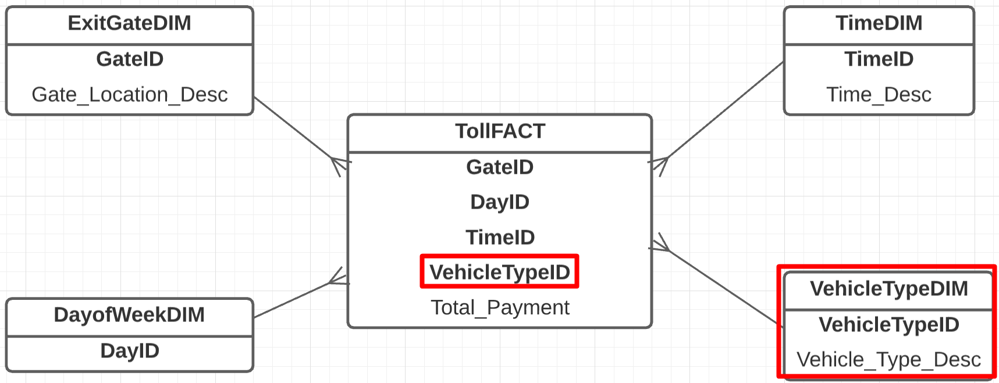 ExitGateDIM
GateID
Gate_Location_Desc
TimeDIM
TimeID
Time_Desc
TollFACT
GateID
DayID
TimeID
VehicleTypeID
Total_Payment
DayofWeekDIM
DayID
VehicleTypeDIM
VehicleTypeID
Vehicle_Type_Desc